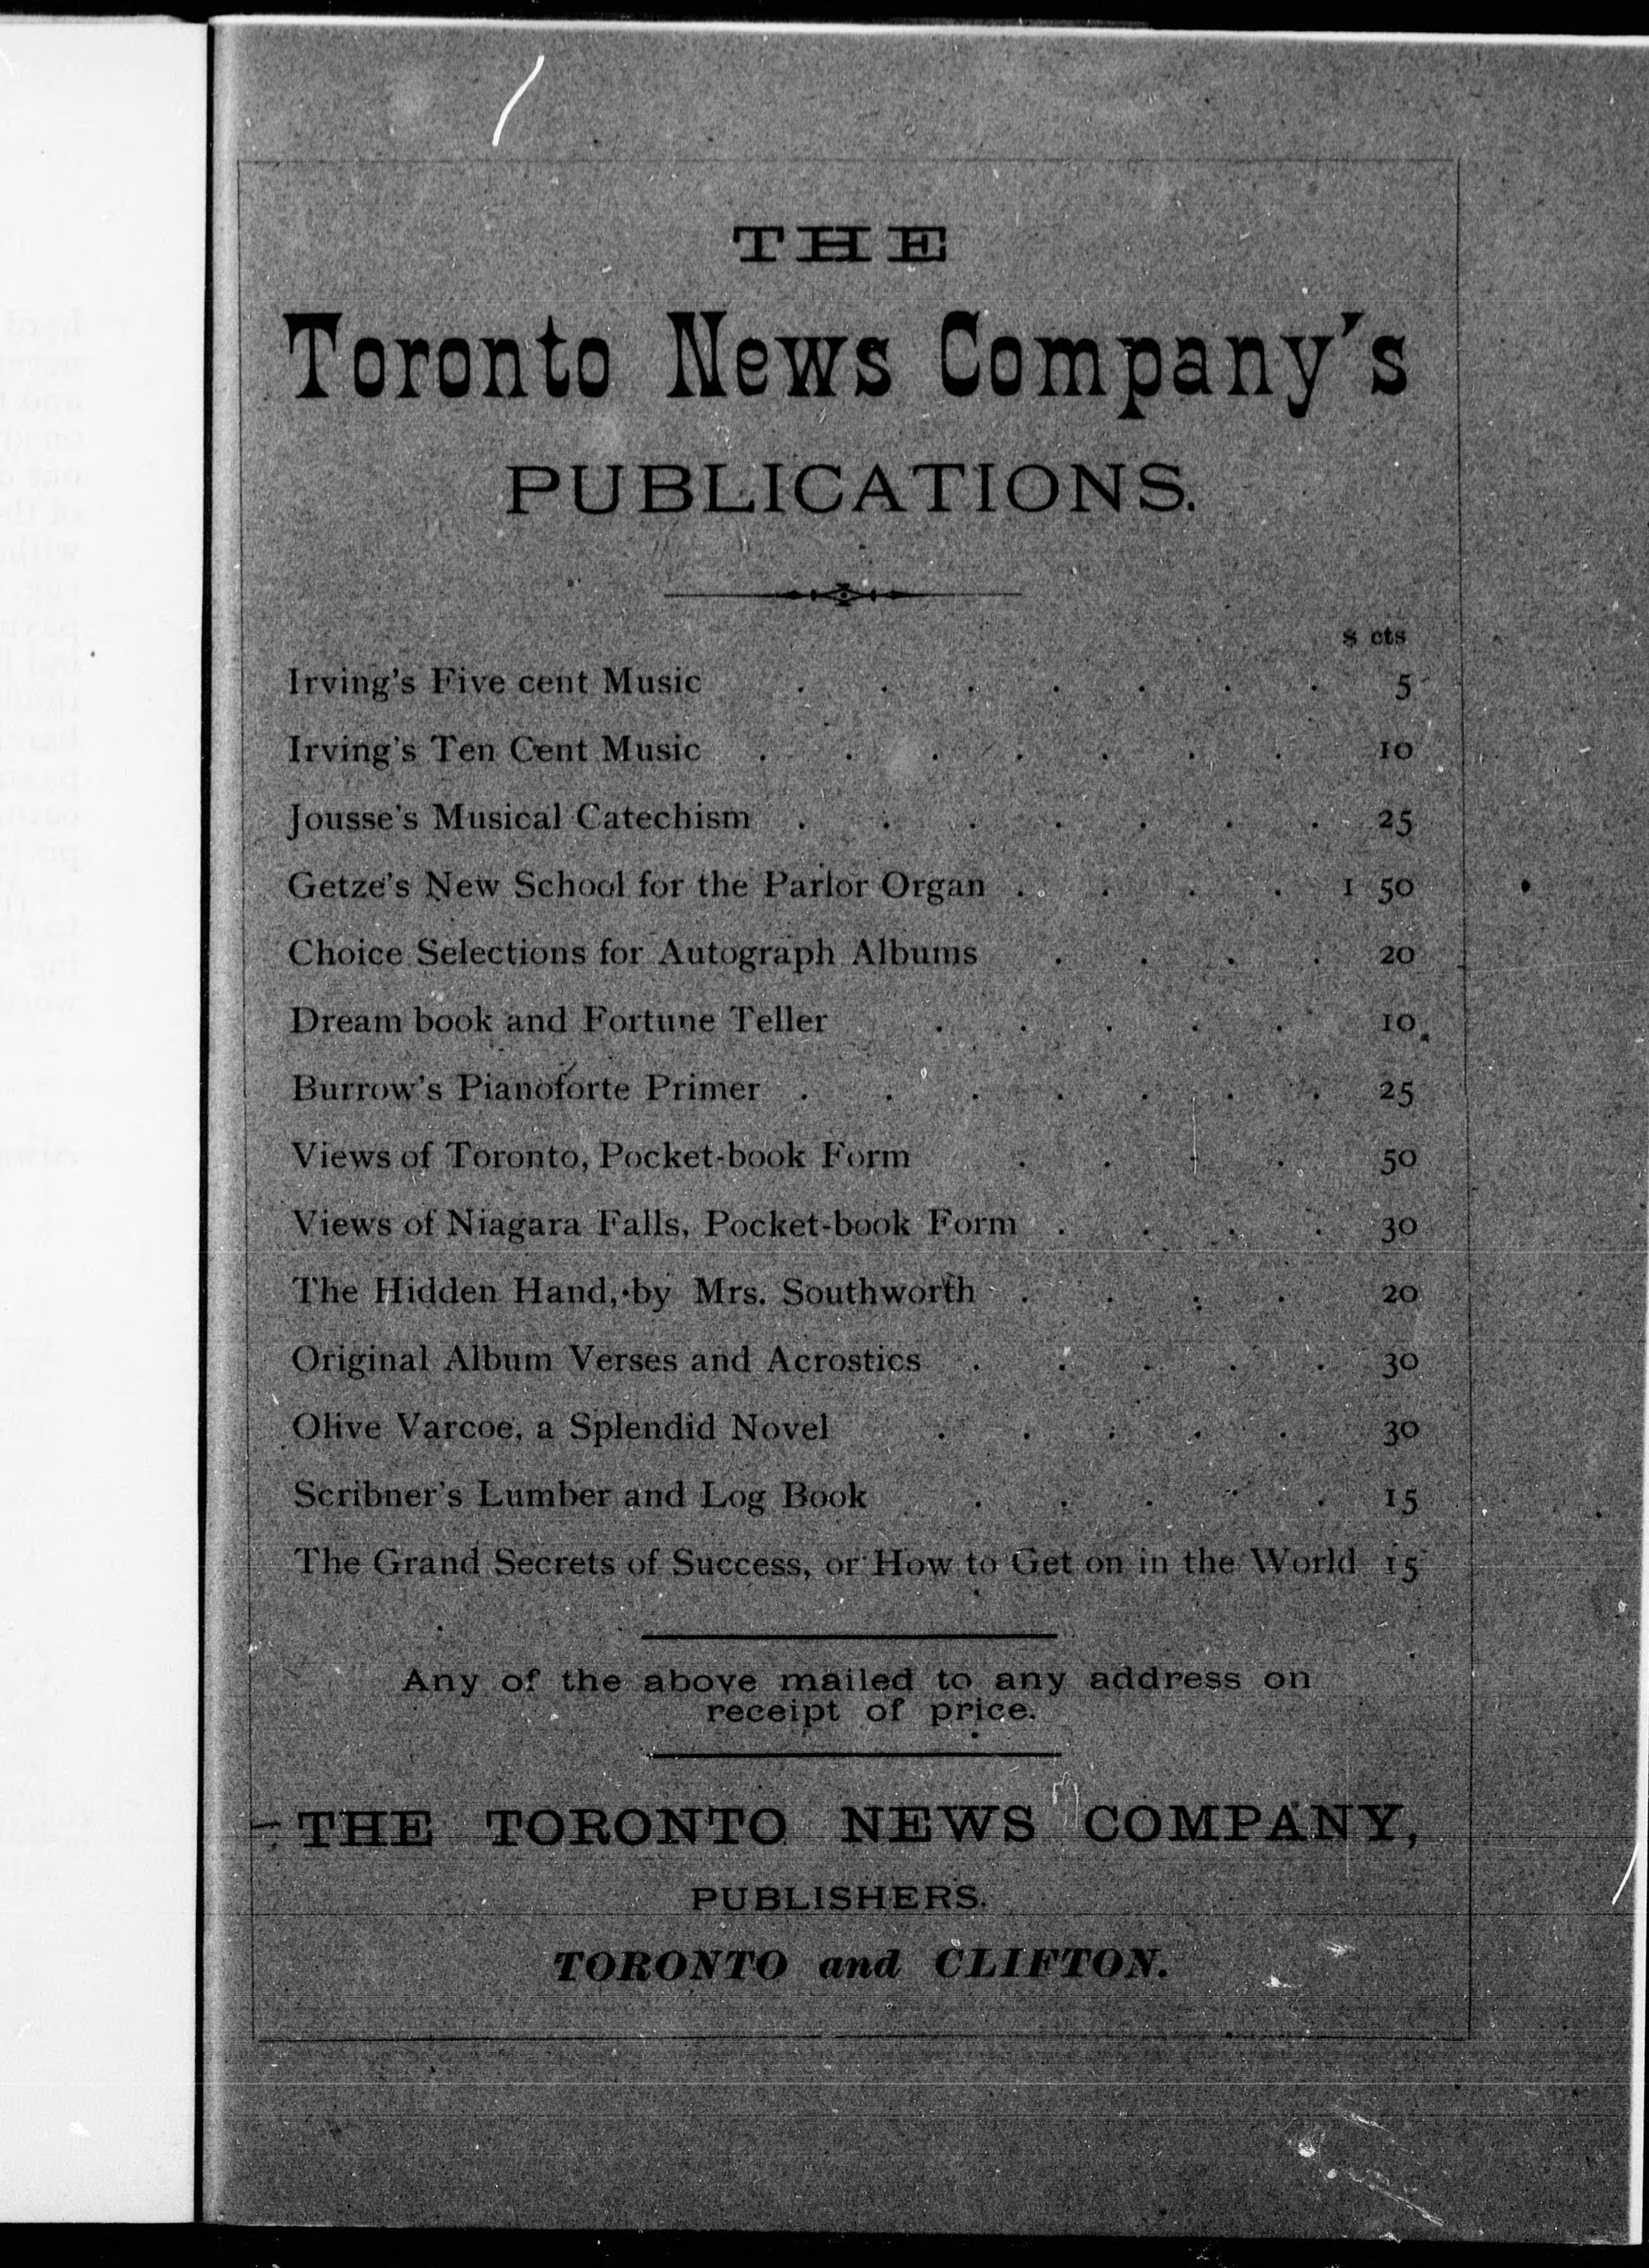 THE
Toronto News Company's
PUBLICATIONS.
$ cts
Irving's Five cent Music . . . . . . . 5
Irving's Ten Cent Music . . . . . . . 10
Jousse's Musical Catechism . . . . . . . 25
Getze's New School for the Parlor Organ . . . . 1 50
Choice Selections for Autograph Albums . . . . 20
Dream book and Fortune Teller . . . . . 10
Burrow's Pianoforte Primer . . . . . . . 25
Views of Toronto, Pocket-book Form . . . . 50
Views of Niagara Falls, Pocket-book Form . . . . 30
The Hidden Hand, by Mrs. Southworth . . . . 20
Original Album Verses and Acrostics . . . . . 30
Olive Varcoe, a Splendid Novel . . . . . 30
Scribner's Lumber and Log Book . . . . . 15
The Grand Secrets of Success, or How to Get on in the World 15
Any of the above mailed to any address on
receipt of price.
THE TORONTO NEWS COMPANY,
PUBLISHERS.
TORONTO and CLIFTON.